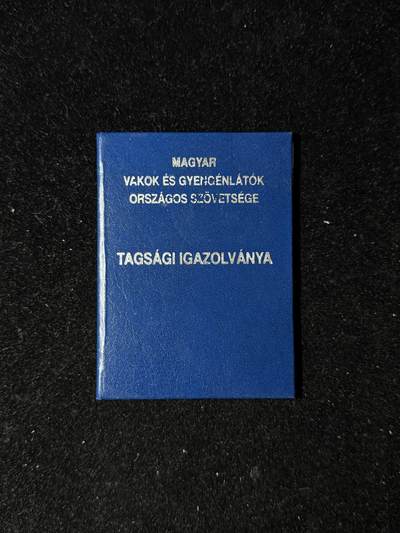 MAGYAR
VAKOK ÉS GYENGÉNLÁTÓK
ORSZÁGOS SZÖVETSÉGE
TAGSÁGI IGAZOLVÁNYA